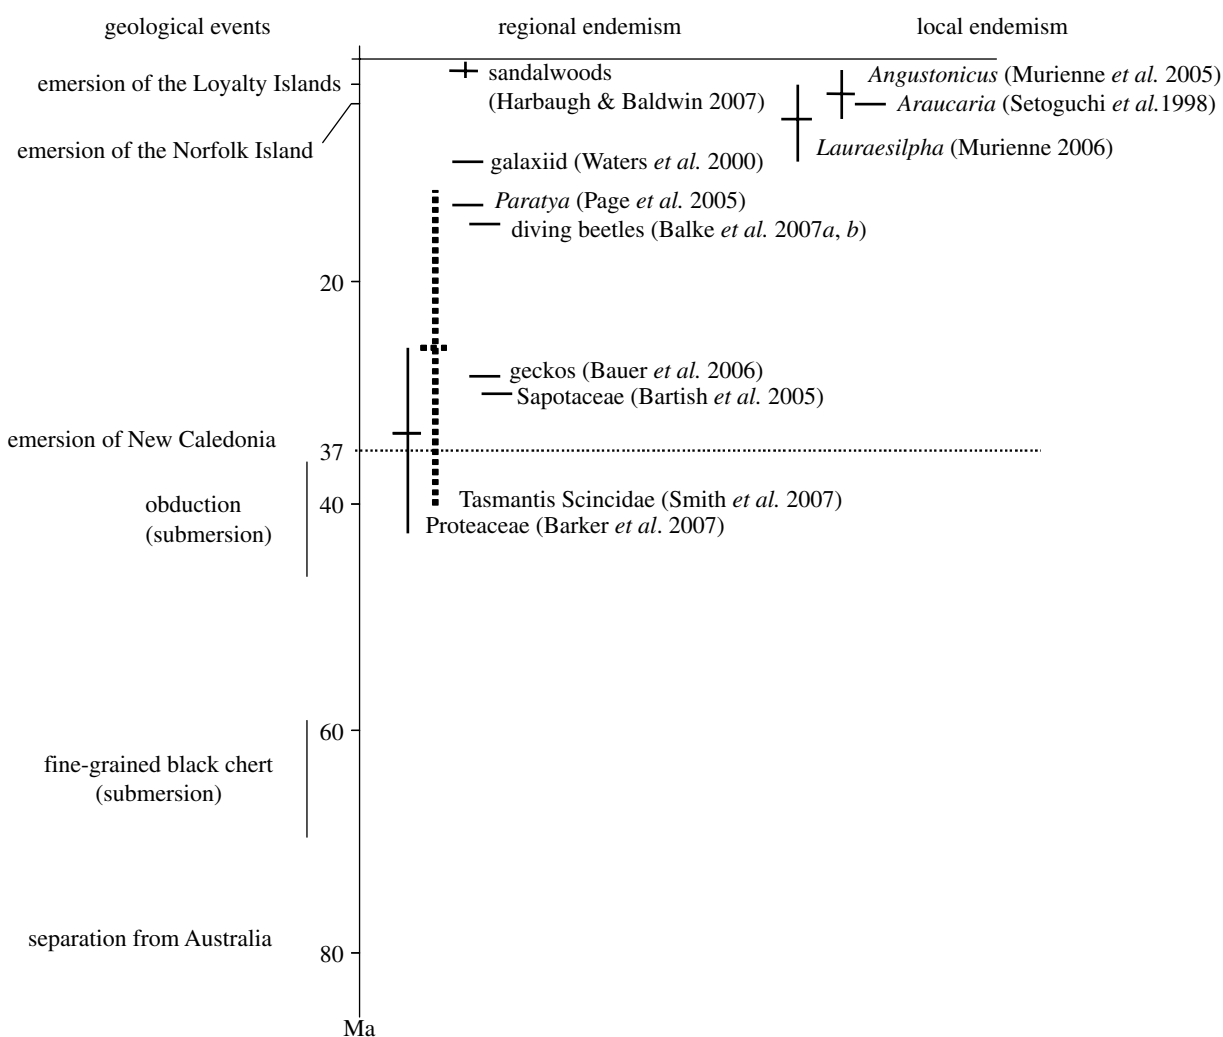 geological events
regional endemism
local endemism
emersion of the Loyalty Islands
sandalwoods
(Harbaugh & Baldwin 2007)
Angustonicus (Murienne et al. 2005)
Araucaria (Setoguchi et al.1998)
emersion of the Norfolk Island
Lauraesilpha (Murienne 2006)
galaxiid (Waters et al. 2000)
Paratya (Page et al. 2005)
diving beetles (Balke et al. 2007a, b)
20
geckos (Bauer et al. 2006)
Sapotaceae (Bartish et al. 2005)
emersion of New Caledonia
37
obduction
(submersion)
40
Tasmantis Scincidae (Smith et al. 2007)
Proteaceae (Barker et al. 2007)
60
fine-grained black chert
(submersion)
separation from Australia
80
Ma